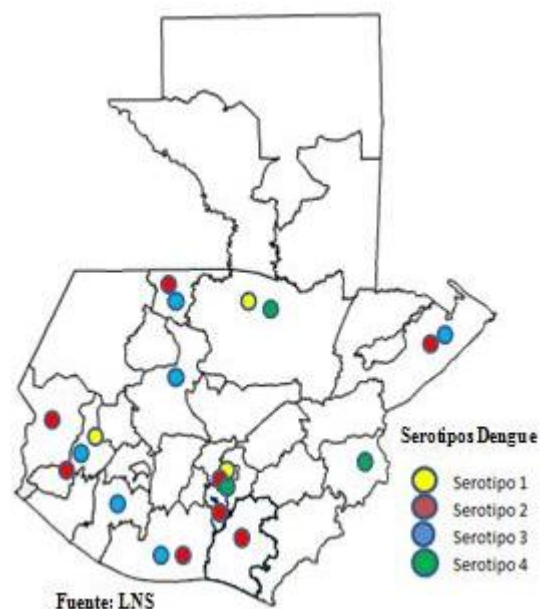 Serotipos Dengue
Serotipo 1
Serotipo 2
Serotipo 3
Serotipo 4
Fuente: LNS